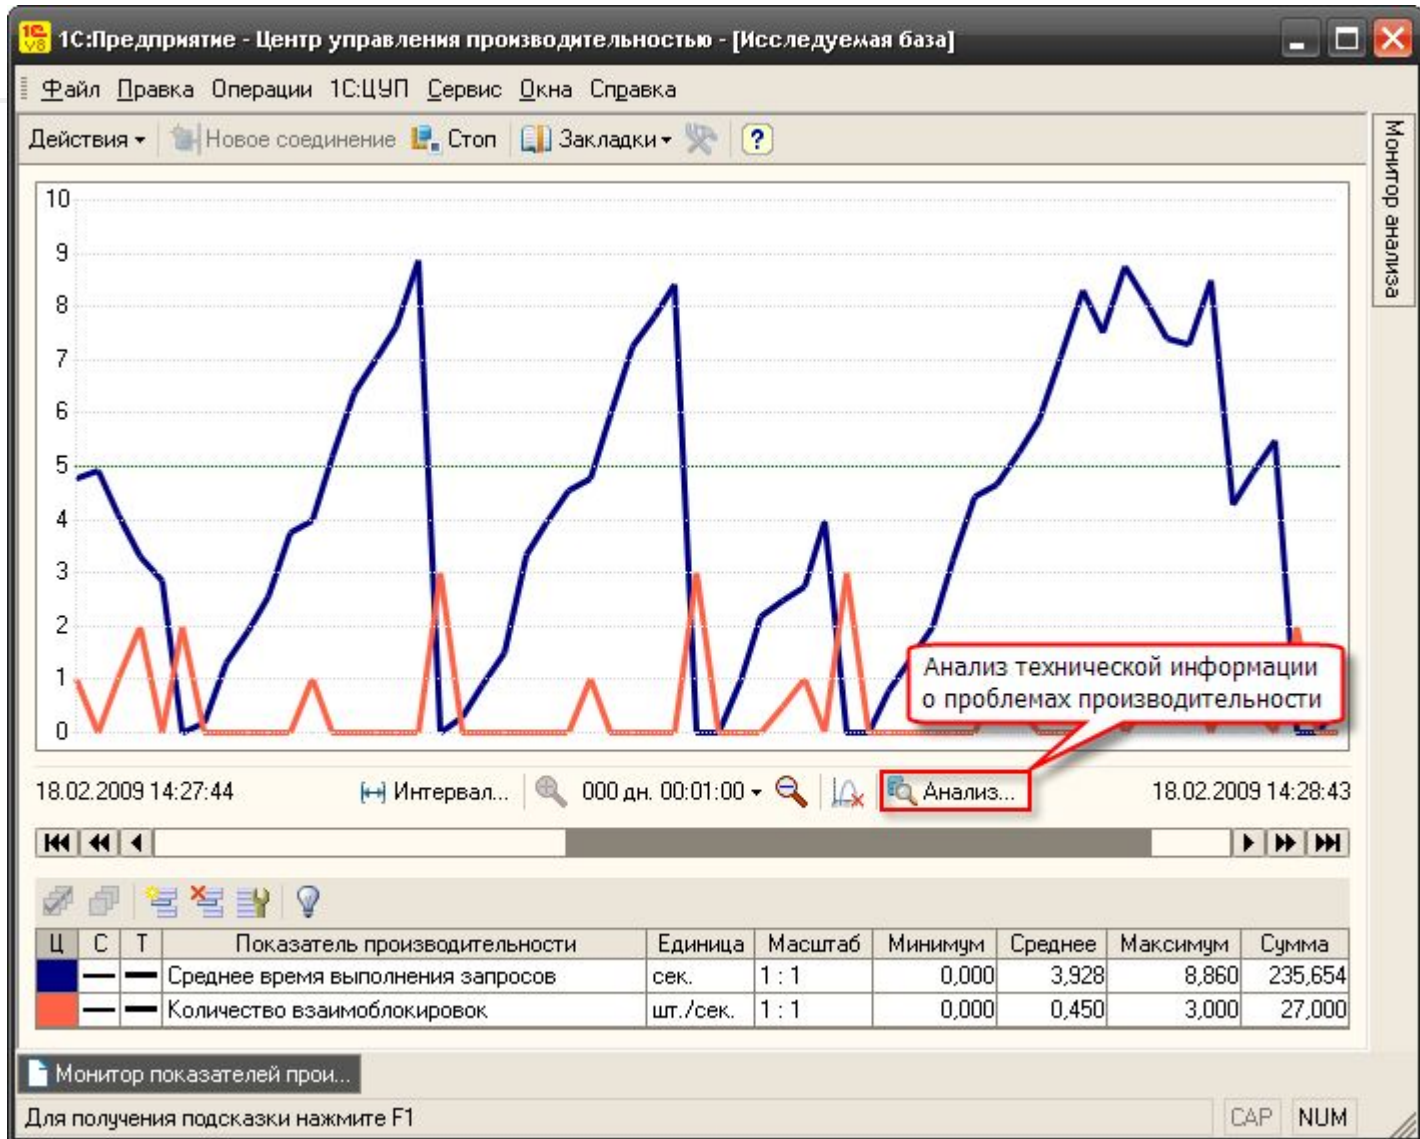 1С:Предприятие - Центр управления производительностью - [Исследуемая база]
Файл Правка Операции 1С:ЦУП Сервис Окна Справка
Действия Новое соединение Стоп Закладки ?
Монитор анализа
10
9
8
7
6
5
4
3
2
1
0
Анализ технической информации
о проблемах производительности
18.02.2009 14:27:44 Интервал... 000 дн. 00:01:00 Анализ... 18.02.2009 14:28:43
Ц С Т Показатель производительности Единица Масштаб Минимум Среднее Максимум Сумма
Среднее время выполнения запросов сек. 1 : 1 0,000 3,928 8,860 235,654
Количество взаимоблокировок шт./сек. 1 : 1 0,000 0,450 3,000 27,000
Монитор показателей прои...
Для получения подсказки нажмите F1 CAP NUM